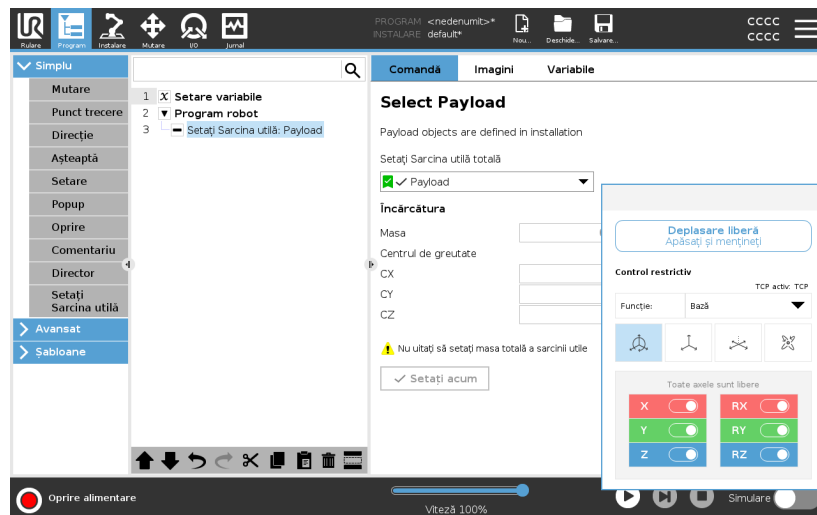 PROGRAM <nedenumit>*
INSTALARE default*
cccc
cccc
Rulare
Program
Instalare
Mutare
I/O
Jurnal
Nou...
Deschide...
Salvare...
Simplu
Mutare
Punct trecere
Direcție
Așteaptă
Setare
Popup
Oprire
Comentariu
Director
Setați
Sarcina utilă
Avansat
Șabloane
1 X Setare variabile
2 Program robot
3 Setați Sarcina utilă: Payload
Comandă
Imagini
Variabile
Select Payload
Payload objects are defined in installation
Setați Sarcina utilă totală
Payload
Încărcătura
Masa
Centrul de greutate
CX
CY
CZ
Nu uitați să setați masa totală a sarcinii utile
Setați acum
Deplasare liberă
Apăsați și mențineți
Control restrictiv
TCP activ: TCP
Funcție:
Bază
Toate axele sunt libere
X
RX
Y
RY
Z
RZ
Oprire alimentare
Viteză 100%
Simulare